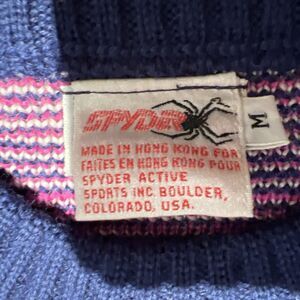 SPYDER
M
MADE IN HONG KONG FOR
FAITES EN HONG KONG POUR
SPYDER ACTIVE
SPORTS INC. BOULDER,
COLORADO, USA.